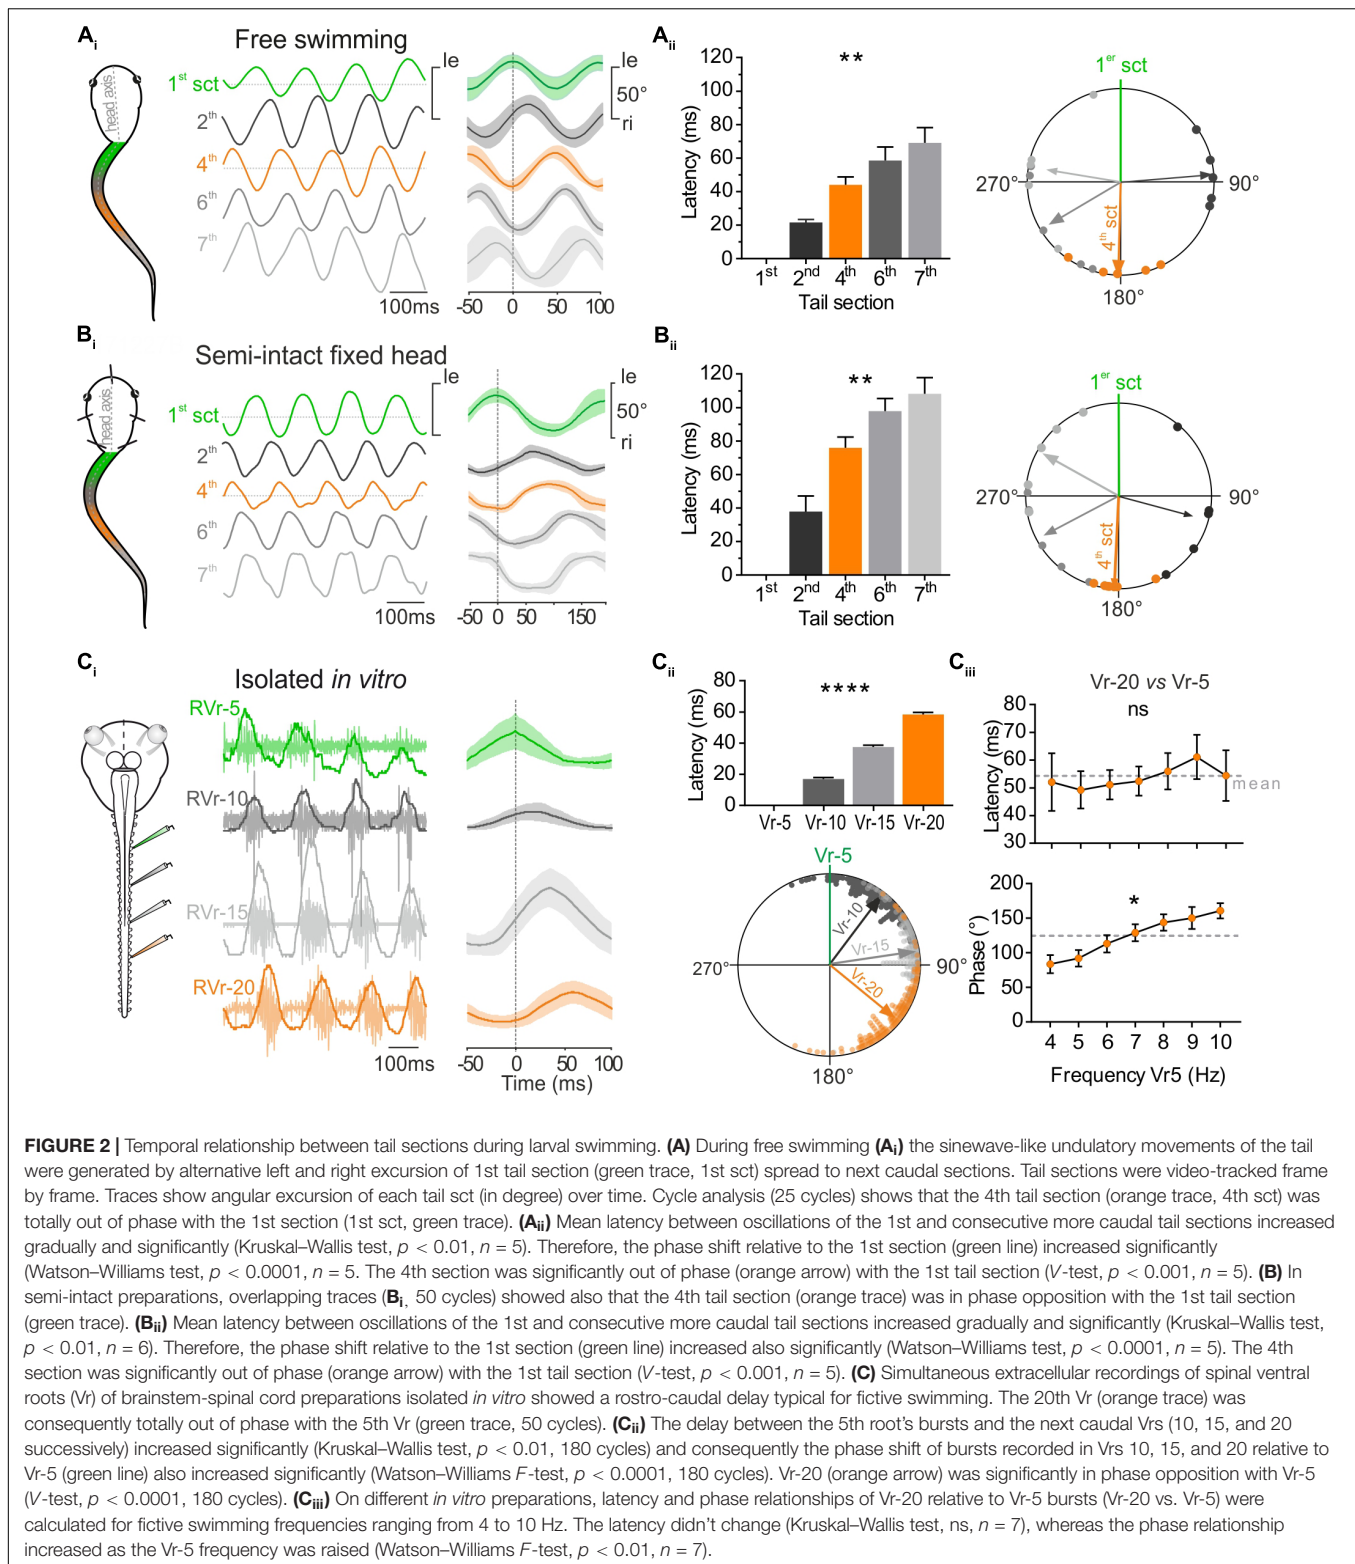 Ai
Free swimming
head axis
1st sct
2th
4th
6th
7th
le
50°
ri
100ms
-50 0 50 100
Aii
**
Latency (ms)
120
100
80
60
40
20
0
1st 2nd 4th 6th 7th
Tail section
1er sct
270°
90°
4th sct
180°
Bi
Semi-intact fixed head
head axis
1st sct
2th
4th
6th
7th
le
le
50°
ri
100ms
-50 0 50 150
Bii
**
Latency (ms)
120
100
80
60
40
20
0
1st 2nd 4th 6th 7th
Tail section
1er sct
270°
90°
4th sct
180°
Ci
Isolated in vitro
RVr-5
RVr-10
RVr-15
RVr-20
100ms
-50 0 50 100
Time (ms)
Cii
****
Latency (ms)
80
60
40
20
0
Vr-5 Vr-10 Vr-15 Vr-20
Vr-5
Vr-10
Vr-15
Vr-20
270°
90°
180°
Ciii
Vr-20 vs Vr-5
ns
Latency (ms)
80
70
60
50
40
30
mean
*
Phase (°)
200
150
100
50
0
4 5 6 7 8 9 10
Frequency Vr5 (Hz)
FIGURE 2 | Temporal relationship between tail sections during larval swimming. (A) During free swimming (Ai) the sinewave-like undulatory movements of the tail
were generated by alternative left and right excursion of 1st tail section (green trace, 1st sct) spread to next caudal sections. Tail sections were video-tracked frame
by frame. Traces show angular excursion of each tail sct (in degree) over time. Cycle analysis (25 cycles) shows that the 4th tail section (orange trace, 4th sct) was
totally out of phase with the 1st section (1st sct, green trace). (Aii) Mean latency between oscillations of the 1st and consecutive more caudal tail sections increased
gradually and significantly (Kruskal–Wallis test, p < 0.01, n = 5). Therefore, the phase shift relative to the 1st section (green line) increased significantly
(Watson–Williams test, p < 0.0001, n = 5. The 4th section was significantly out of phase (orange arrow) with the 1st tail section (V-test, p < 0.001, n = 5). (B) In
semi-intact preparations, overlapping traces (Bi, 50 cycles) showed also that the 4th tail section (orange trace) was in phase opposition with the 1st tail section
(green trace). (Bii) Mean latency between oscillations of the 1st and consecutive more caudal tail sections increased gradually and significantly (Kruskal–Wallis test,
p < 0.01, n = 6). Therefore, the phase shift relative to the 1st section (green line) increased also significantly (Watson–Williams test, p < 0.0001, n = 5). The 4th
section was significantly out of phase (orange arrow) with the 1st tail section (V-test, p < 0.001, n = 5). (C) Simultaneous extracellular recordings of spinal ventral
roots (Vr) of brainstem-spinal cord preparations isolated in vitro showed a rostro-caudal delay typical for fictive swimming. The 20th Vr (orange trace) was
consequently totally out of phase with the 5th Vr (green trace, 50 cycles). (Cii) The delay between the 5th root's bursts and the next caudal Vrs (10, 15, and 20
successively) increased significantly (Kruskal–Wallis test, p < 0.01, 180 cycles) and consequently the phase shift of bursts recorded in Vrs 10, 15, and 20 relative to
Vr-5 (green line) also increased significantly (Watson–Williams F-test, p < 0.0001, 180 cycles). Vr-20 (orange arrow) was significantly in phase opposition with Vr-5
(V-test, p < 0.0001, 180 cycles). (Ciii) On different in vitro preparations, latency and phase relationships of Vr-20 relative to Vr-5 bursts (Vr-20 vs. Vr-5) were
calculated for fictive swimming frequencies ranging from 4 to 10 Hz. The latency didn't change (Kruskal–Wallis test, ns, n = 7), whereas the phase relationship
increased as the Vr-5 frequency was raised (Watson–Williams F-test, p < 0.01, n = 7).